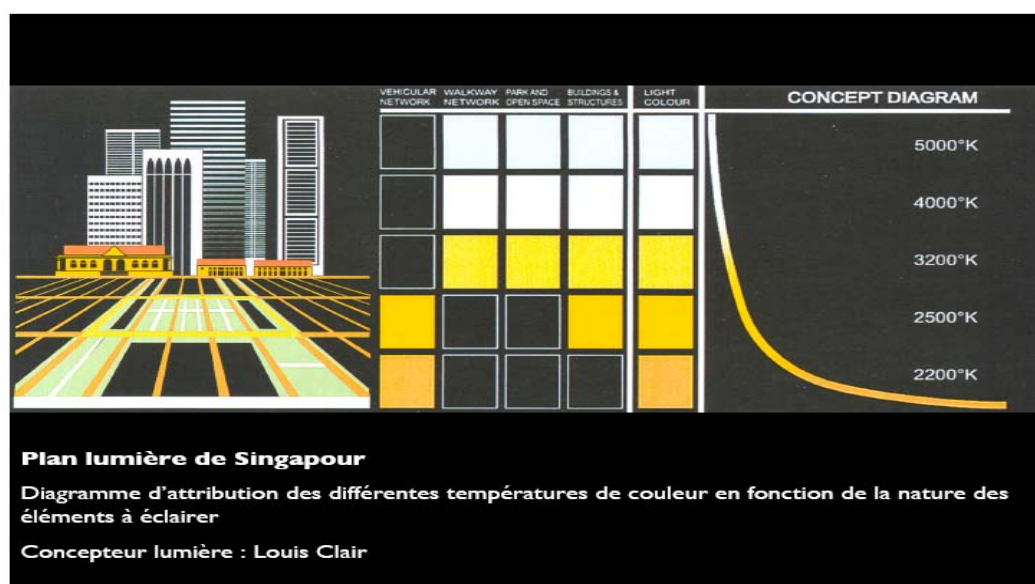 VEHICULAR NETWORK
WALKWAY NETWORK
PARK AND OPEN SPACE
BUILDINGS & STRUCTURES
LIGHT COLOUR
CONCEPT DIAGRAM
5000°K
4000°K
3200°K
2500°K
2200°K
Plan lumière de Singapour
Diagramme d'attribution des différentes températures de couleur en fonction de la nature des
éléments à éclairer
Concepteur lumière : Louis Clair